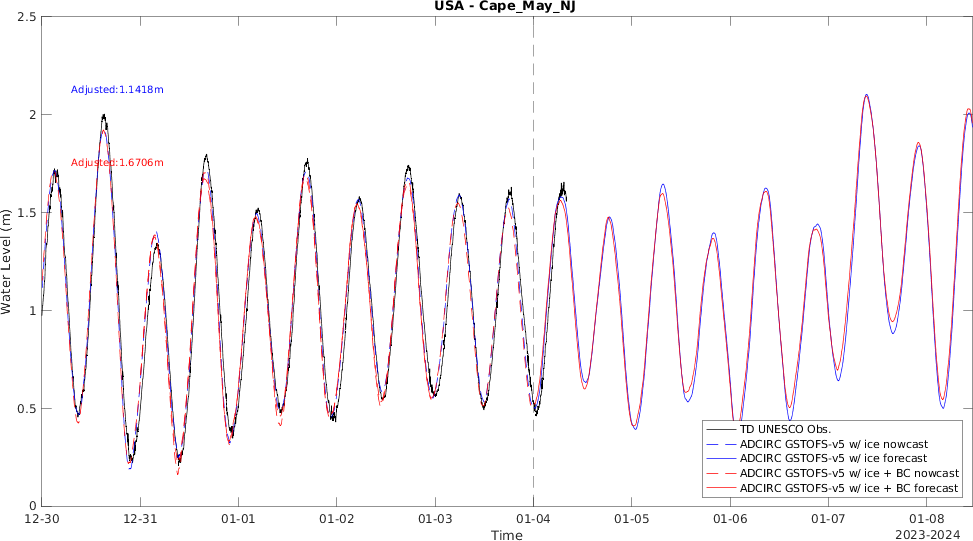 USA - Cape_May_NJ
2.5
2
1.5
1
0.5
0
Water Level (m)
Adjusted:1.1418m
Adjusted:1.6706m
TD UNESCO Obs.
ADCIRC GSTOFS-v5 w/ ice nowcast
ADCIRC GSTOFS-v5 w/ ice forecast
ADCIRC GSTOFS-v5 w/ ice + BC nowcast
ADCIRC GSTOFS-v5 w/ ice + BC forecast
12-30 12-31 01-01 01-02 01-03 01-04 01-05 01-06 01-07 01-08
Time
2023-2024